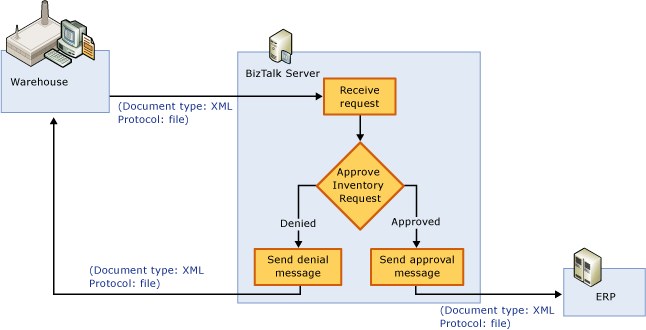 Warehouse
BizTalk Server
(Document type: XML
Protocol: file)
Receive
request
Approve
Inventory
Request
Denied
Approved
Send denial
message
Send approval
message
(Document type: XML
Protocol: file)
ERP
(Document type: XML
Protocol: file)